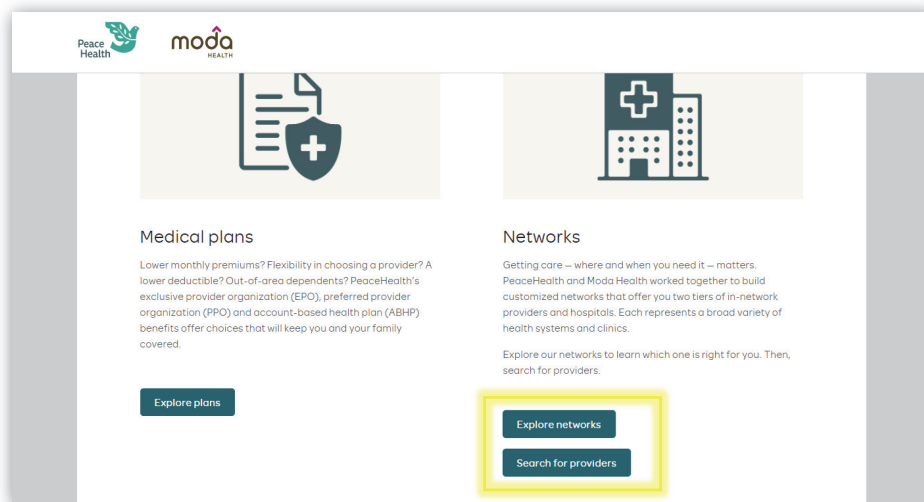 Peace
Health
moda
HEALTH
Medical plans
Lower monthly premiums? Flexibility in choosing a provider? A
lower deductible? Out-of-area dependents? PeaceHealth's
exclusive provider organization (EPO), preferred provider
organization (PPO) and account-based health plan (ABHP)
benefits offer choices that will keep you and your family
covered.
Explore plans
Networks
Getting care – where and when you need it – matters.
PeaceHealth and Moda Health worked together to build
customized networks that offer you two tiers of in-network
providers and hospitals. Each represents a broad variety of
health systems and clinics.
Explore our networks to learn which one is right for you. Then,
search for providers.
Explore networks
Search for providers